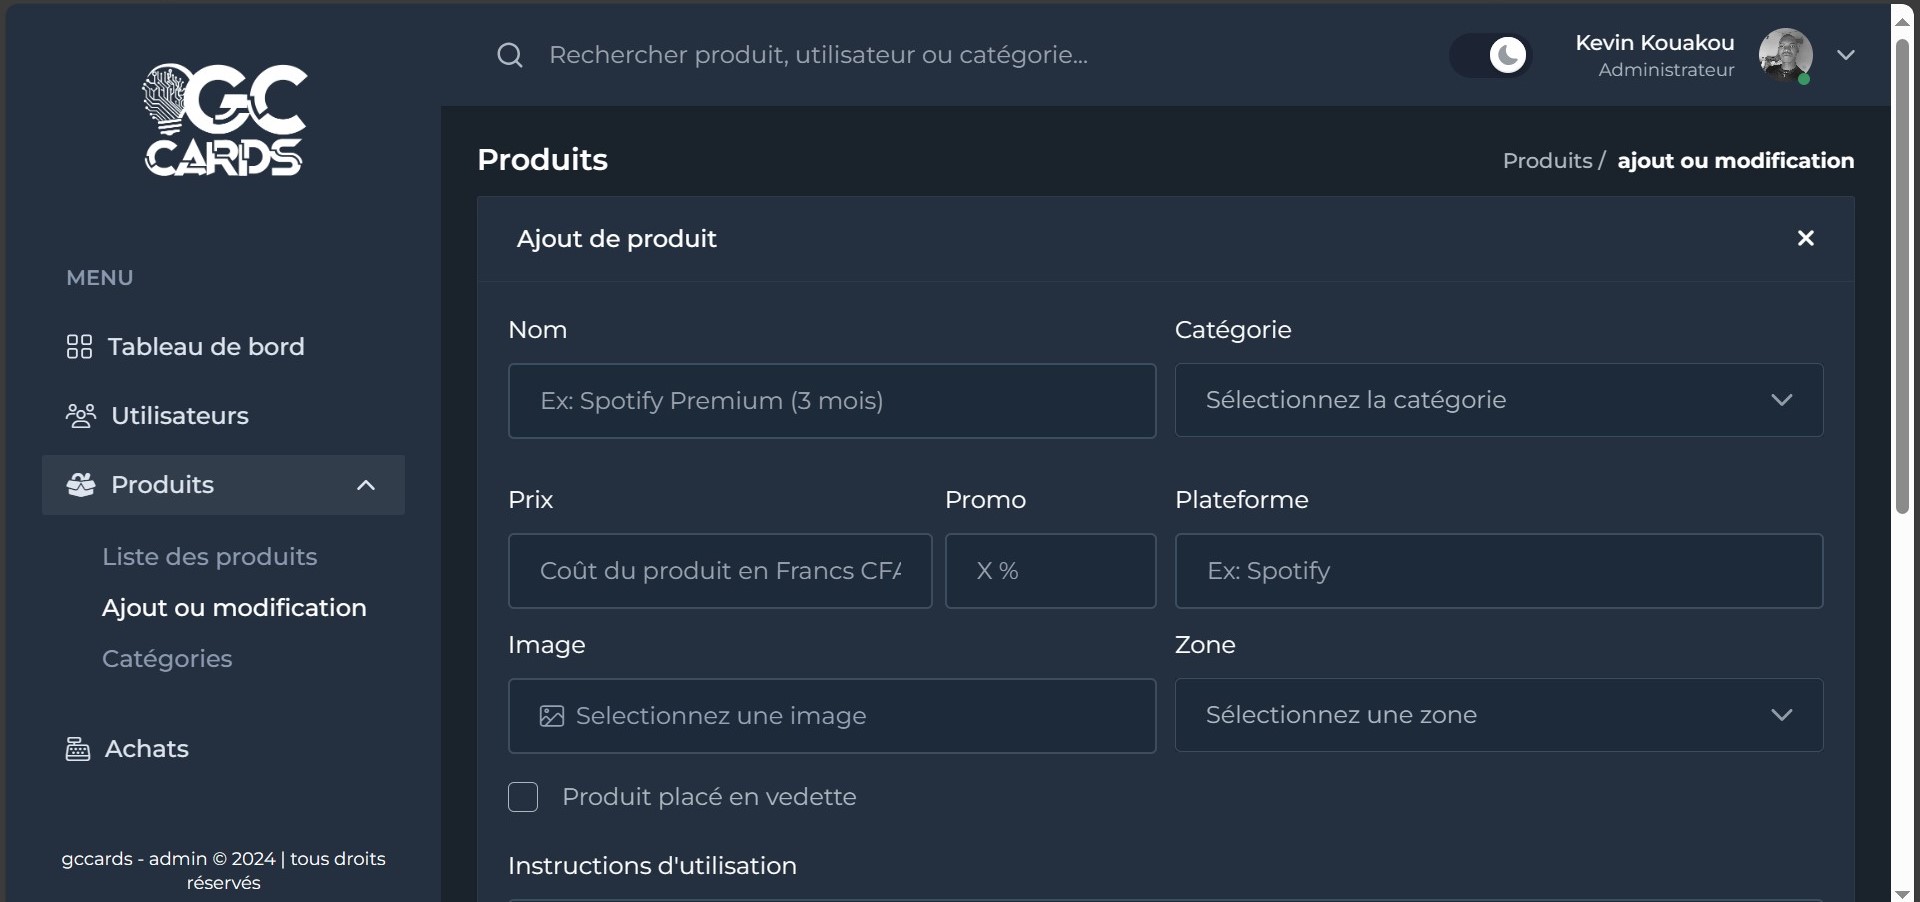 GC
CARDS
Rechercher produit, utilisateur ou catégorie...
Kevin Kouakou
Administrateur
MENU
Tableau de bord
Utilisateurs
Produits
Liste des produits
Ajout ou modification
Catégories
Achats
gccards - admin © 2024 | tous droits
réservés
Produits
Produits / ajout ou modification
Ajout de produit
Nom
Ex: Spotify Premium (3 mois)
Catégorie
Sélectionnez la catégorie
Prix
Coût du produit en Francs CFA
Promo
X %
Plateforme
Ex: Spotify
Image
Selectionnez une image
Zone
Sélectionnez une zone
Produit placé en vedette
Instructions d'utilisation